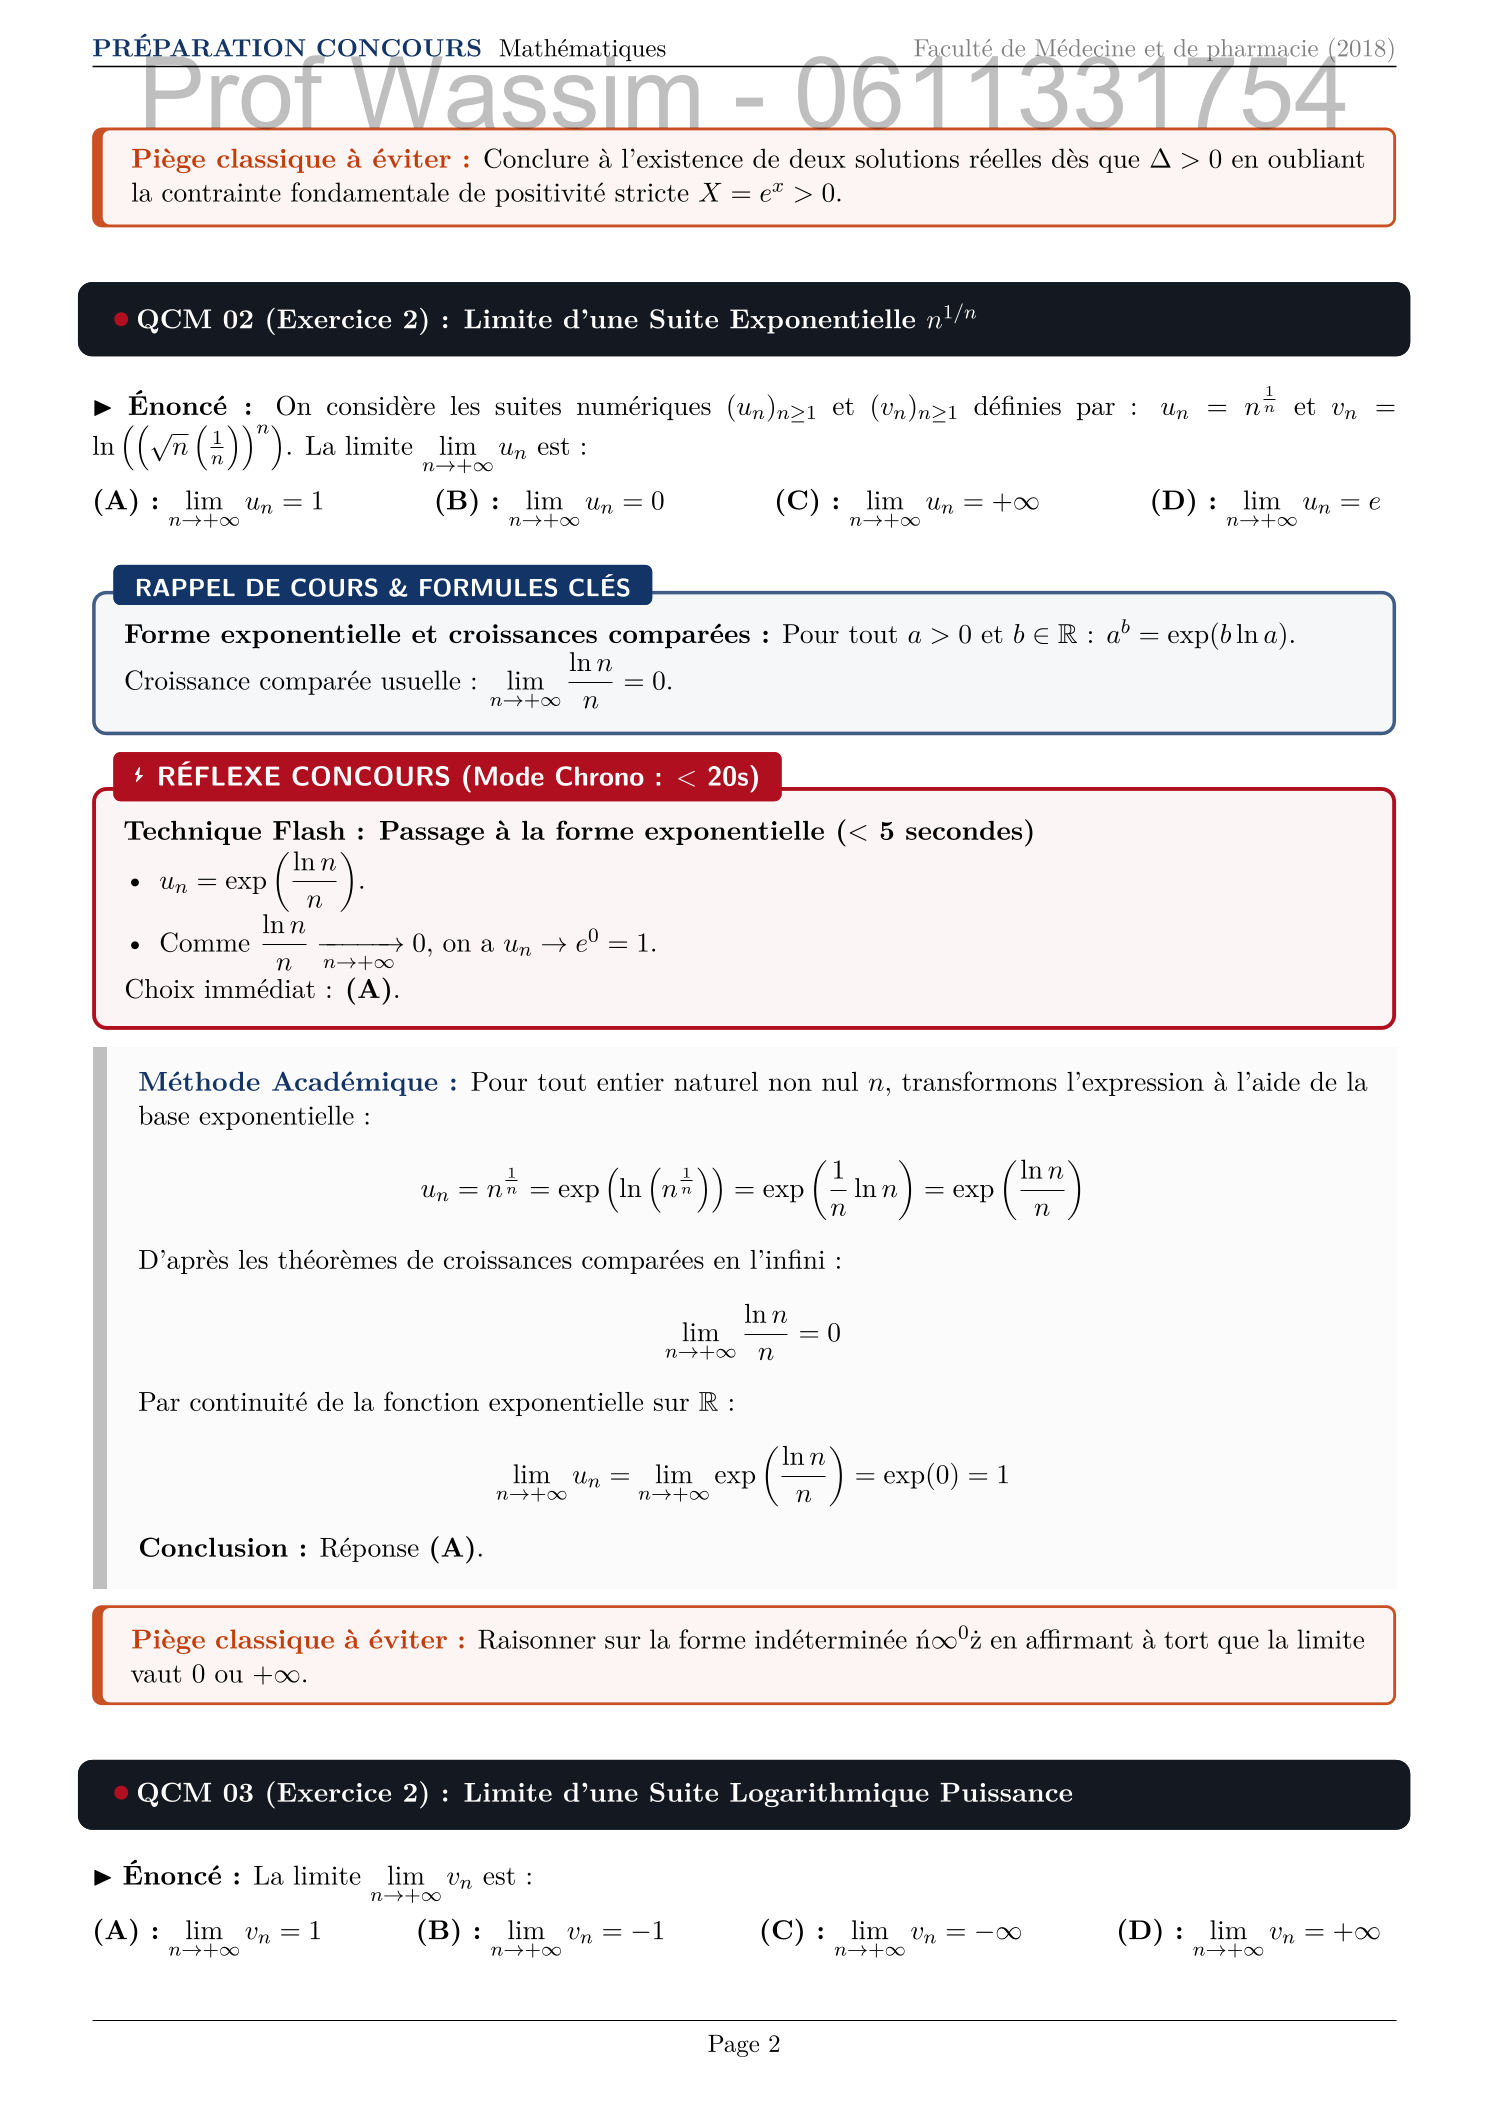 PRÉPARATION CONCOURS Mathématiques Faculté de Médecine et de pharmacie (2018)
Prof Wassim - 0611331754
Piège classique à éviter : Conclure à l'existence de deux solutions réelles dès que Δ > 0 en oubliant
la contrainte fondamentale de positivité stricte X = e^x > 0.
• QCM 02 (Exercice 2) : Limite d'une Suite Exponentielle n^{1/n}
▶ Énoncé : On considère les suites numériques (u_n)_{n≥1} et (v_n)_{n≥1} définies par : u_n = n^{\frac{1}{n}} et v_n =
ln((√n(\frac{1}{n}))^n). La limite lim_{n→+∞} u_n est :
(A) : lim_{n→+∞} u_n = 1 (B) : lim_{n→+∞} u_n = 0 (C) : lim_{n→+∞} u_n = +∞ (D) : lim_{n→+∞} u_n = e
RAPPEL DE COURS & FORMULES CLÉS
Forme exponentielle et croissances comparées : Pour tout a > 0 et b ∈ ℝ : a^b = exp(b ln a).
Croissance comparée usuelle : lim_{n→+∞} \frac{ln n}{n} = 0.
⚡ RÉFLEXE CONCOURS (Mode Chrono : < 20s)
Technique Flash : Passage à la forme exponentielle (< 5 secondes)
• u_n = exp(\frac{ln n}{n}).
• Comme \frac{ln n}{n} →_{n→+∞} 0, on a u_n → e^0 = 1.
Choix immédiat : (A).
Méthode Académique : Pour tout entier naturel non nul n, transformons l'expression à l'aide de la
base exponentielle :
u_n = n^{\frac{1}{n}} = exp(ln(n^{\frac{1}{n}})) = exp(\frac{1}{n} ln n) = exp(\frac{ln n}{n})
D'après les théorèmes de croissances comparées en l'infini :
lim_{n→+∞} \frac{ln n}{n} = 0
Par continuité de la fonction exponentielle sur ℝ :
lim_{n→+∞} u_n = lim_{n→+∞} exp(\frac{ln n}{n}) = exp(0) = 1
Conclusion : Réponse (A).
Piège classique à éviter : Raisonner sur la forme indéterminée ń∞^0ż en affirmant à tort que la limite
vaut 0 ou +∞.
• QCM 03 (Exercice 2) : Limite d'une Suite Logarithmique Puissance
▶ Énoncé : La limite lim_{n→+∞} v_n est :
(A) : lim_{n→+∞} v_n = 1 (B) : lim_{n→+∞} v_n = −1 (C) : lim_{n→+∞} v_n = −∞ (D) : lim_{n→+∞} v_n = +∞
Page 2